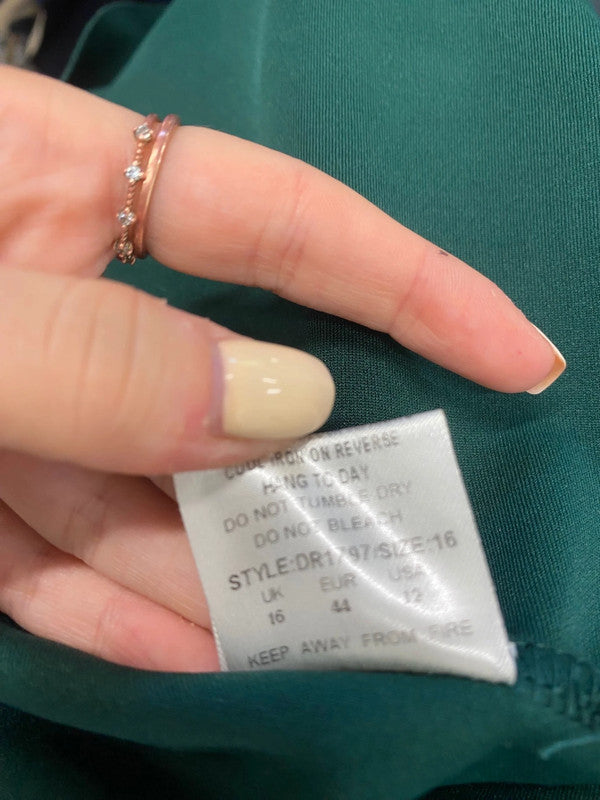 COOL IRON ON REVERSE
HANG TO DAY
DO NOT TUMBLE DRY
DO NOT BLEACH
STYLE:DR1797/SIZE:16
UK EUR USA
16 44 12
KEEP AWAY FROM FIRE